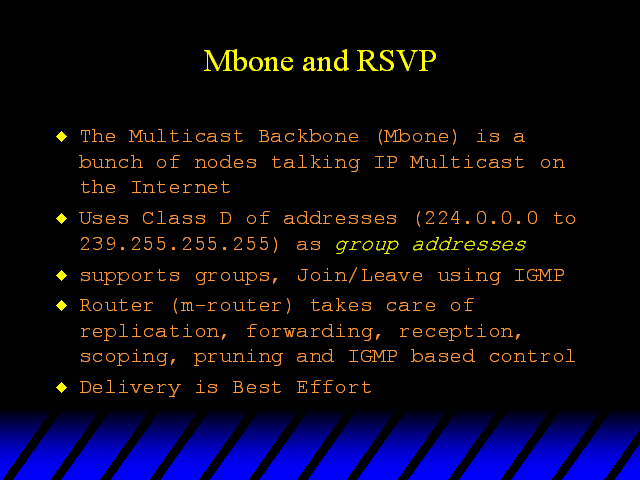 Mbone and RSVP
The Multicast Backbone (Mbone) is a
bunch of nodes talking IP Multicast on
the Internet
Uses Class D of addresses (224.0.0.0 to
239.255.255.255) as group addresses
supports groups, Join/Leave using IGMP
Router (m-router) takes care of
replication, forwarding, reception,
scoping, pruning and IGMP based control
Delivery is Best Effort